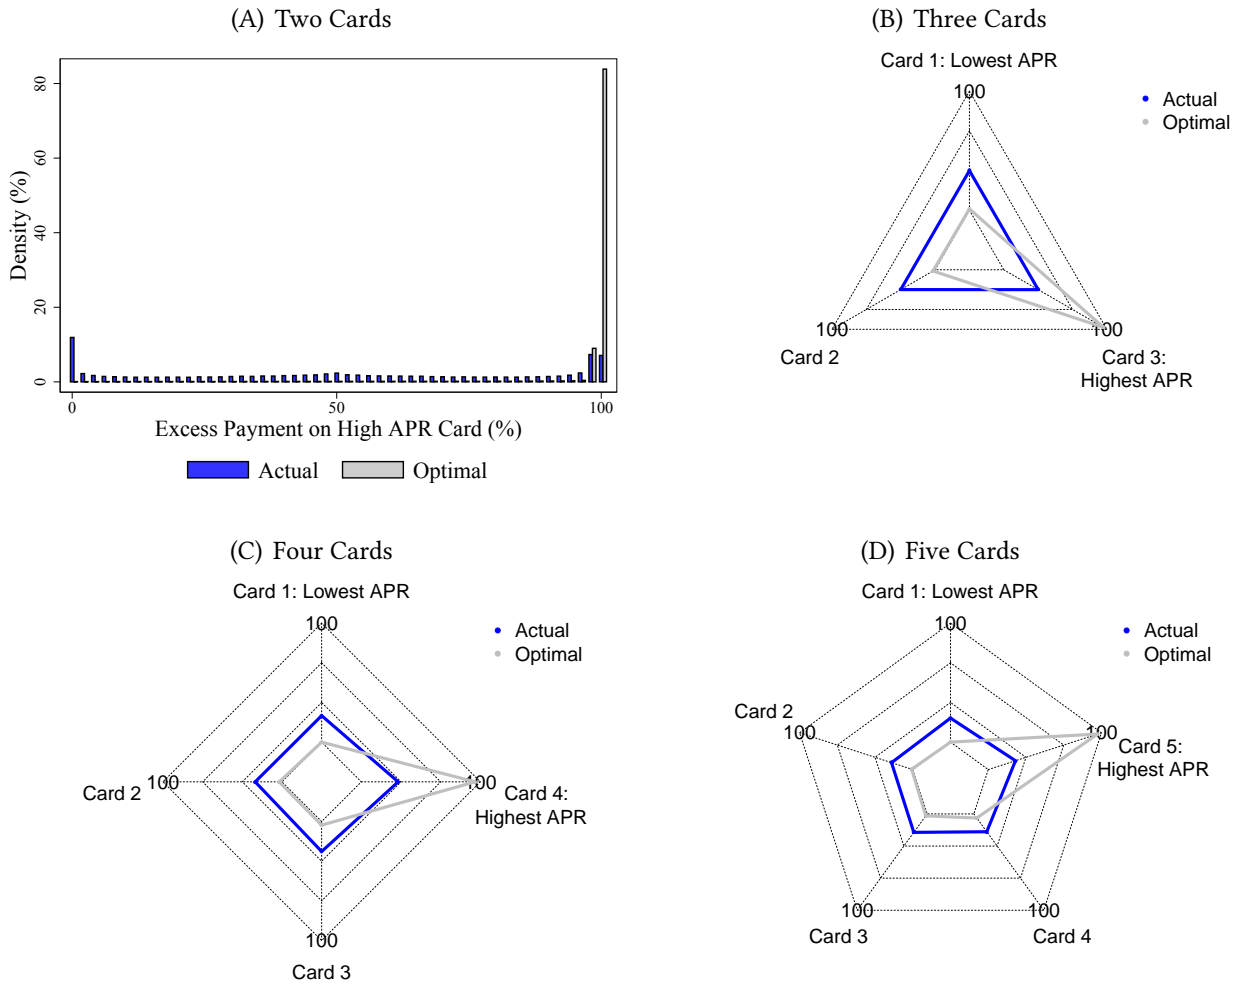 (A) Two Cards
80
60
40
20
0
Density (%)
0 50 100
Excess Payment on High APR Card (%)
Actual Optimal
(B) Three Cards
Card 1: Lowest APR
100
Actual
Optimal
100
Card 2
100
Card 3:
Highest APR
(C) Four Cards
Card 1: Lowest APR
100
Actual
Optimal
100
Card 2
100
Card 4:
Highest APR
100
Card 3
(D) Five Cards
Card 1: Lowest APR
100
Actual
Optimal
Card 2
100
100
Card 5:
Highest APR
100
Card 3
100
Card 4